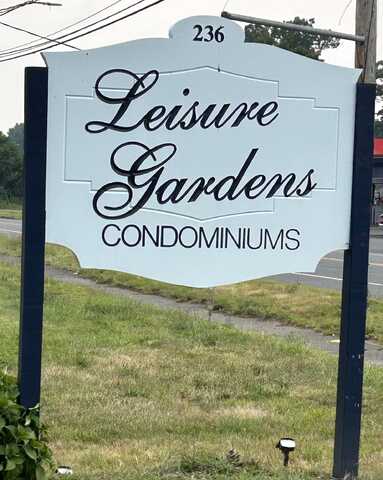 236
Leisure
Gardens
CONDOMINIUMS